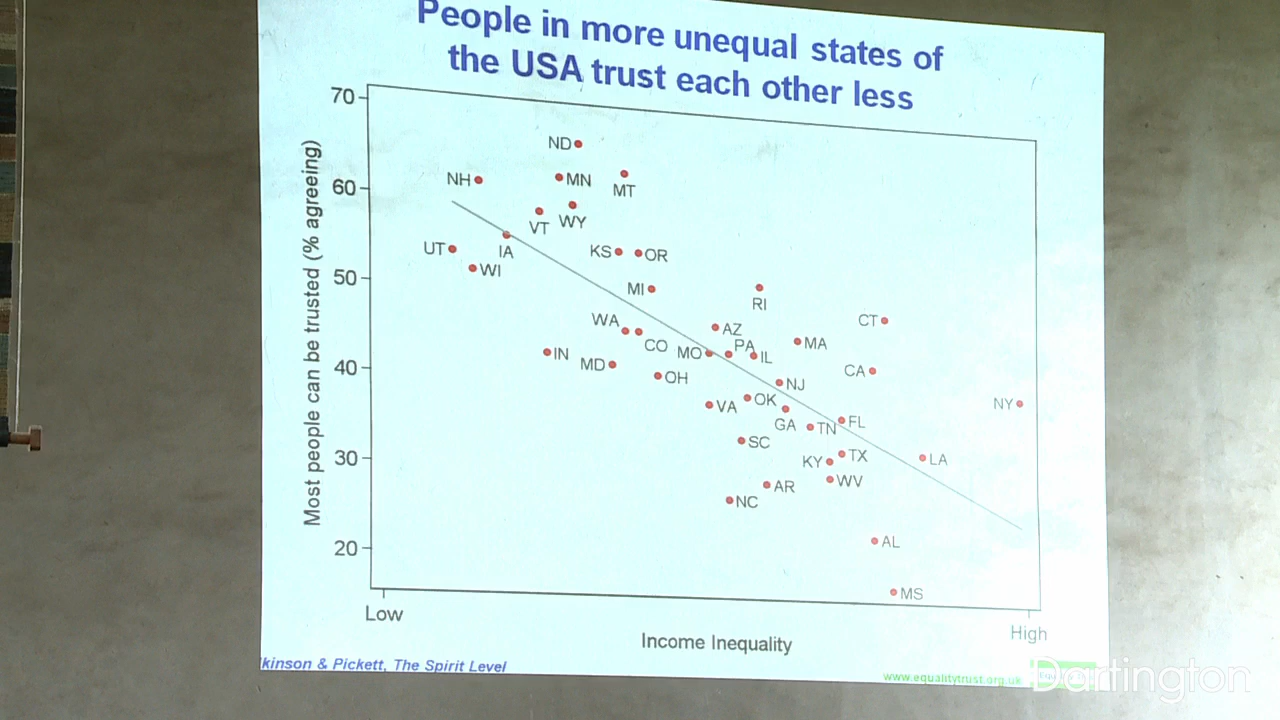 People in more unequal states of
the USA trust each other less
Most people can be trusted (% agreeing)
70
60
50
40
30
20
ND
NH
MN
MT
VT
WY
UT
IA
WI
KS
OR
MI
RI
WA
CO
AZ
CT
MO
PA
IL
MA
IN
MD
OH
CA
NJ
NY
VA
OK
GA
TN
FL
SC
KY
TX
LA
AR
WV
NC
AL
MS
Low
High
Income Inequality
kinson & Pickett, The Spirit Level
www.equalitytrust.org.uk
Dartington